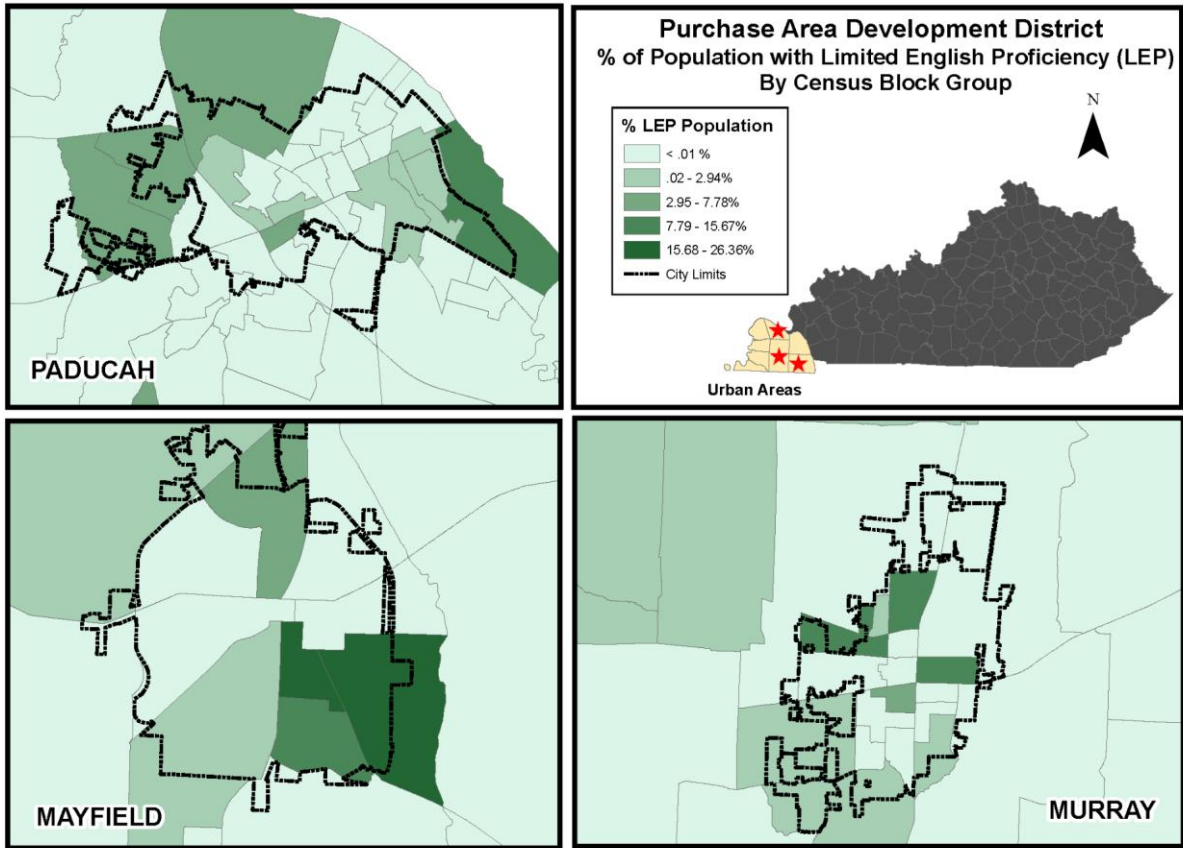 PADUCAH
Purchase Area Development District
% of Population with Limited English Proficiency (LEP)
By Census Block Group
N
% LEP Population
< .01 %
.02 - 2.94%
2.95 - 7.78%
7.79 - 15.67%
15.68 - 26.36%
City Limits
Urban Areas
MAYFIELD
MURRAY